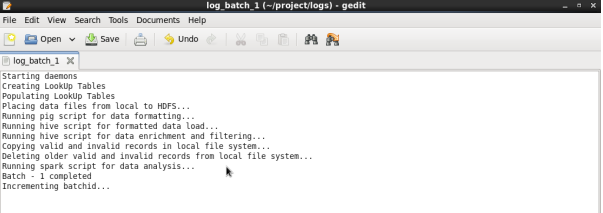 log_batch_1 (~/project/logs) - gedit
File Edit View Search Tools Documents Help
Open Save Undo
log_batch_1
Starting daemons
Creating LookUp Tables
Populating LookUp Tables
Placing data files from local to HDFS...
Running pig script for data formatting...
Running hive script for formatted data load...
Running hive script for data enrichment and filtering...
Copying valid and invalid records in local file system...
Deleting older valid and invalid records from local file system...
Running spark script for data analysis...
Batch - 1 completed
Incrementing batchid...